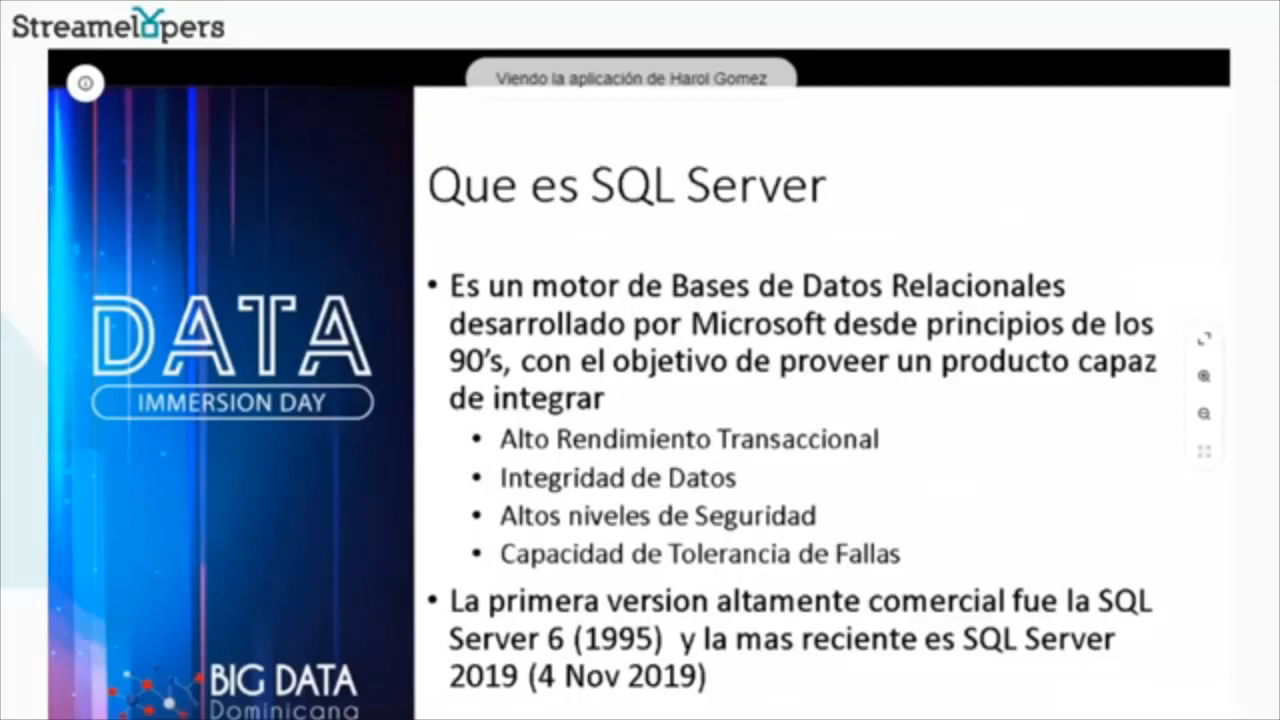 Streamelopers
Viendo la aplicación de Harol Gomez
Que es SQL Server
• Es un motor de Bases de Datos Relacionales
desarrollado por Microsoft desde principios de los
90’s, con el objetivo de proveer un producto capaz
de integrar
• Alto Rendimiento Transaccional
• Integridad de Datos
• Altos niveles de Seguridad
• Capacidad de Tolerancia de Fallas
• La primera version altamente comercial fue la SQL
Server 6 (1995) y la mas reciente es SQL Server
2019 (4 Nov 2019)
DATA
IMMERSION DAY
BIG DATA
Dominicana